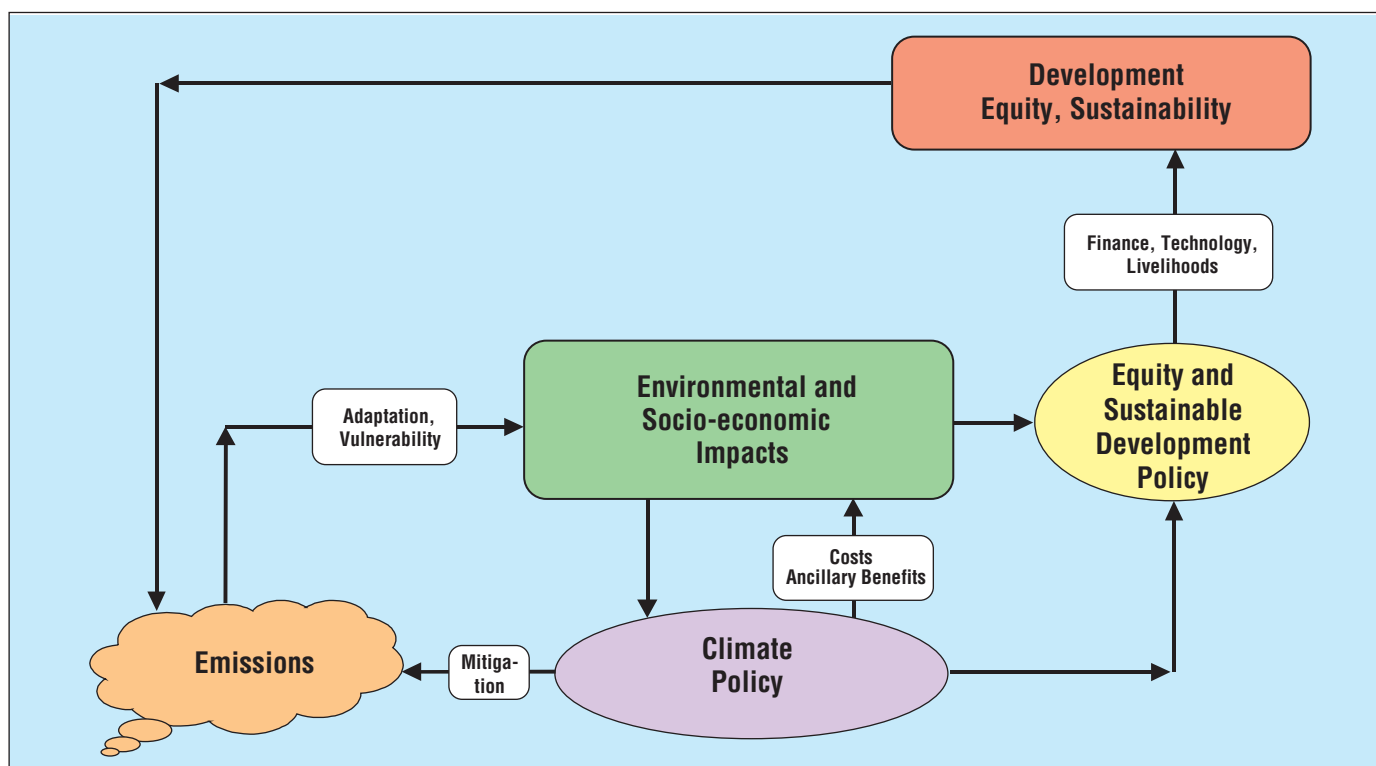 Development
Equity, Sustainability
Finance, Technology,
Livelihoods
Environmental and
Socio-economic
Impacts
Equity and
Sustainable
Development
Policy
Adaptation,
Vulnerability
Costs
Ancillary Benefits
Emissions
Mitiga-
tion
Climate
Policy